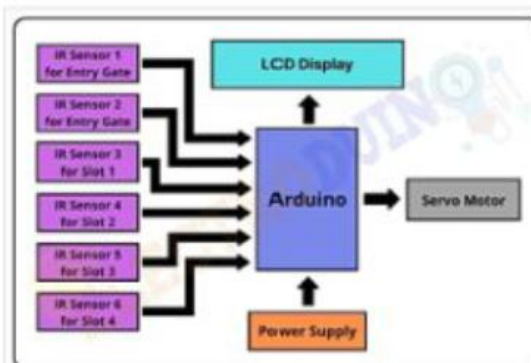 IR Sensor 1
for Entry Gate
IR Sensor 2
for Entry Gate
IR Sensor 3
for Slot 1
IR Sensor 4
for Slot 2
IR Sensor 5
for Slot 3
IR Sensor 6
for Slot 4
LCD Display
Arduino
Servo Motor
Power Supply